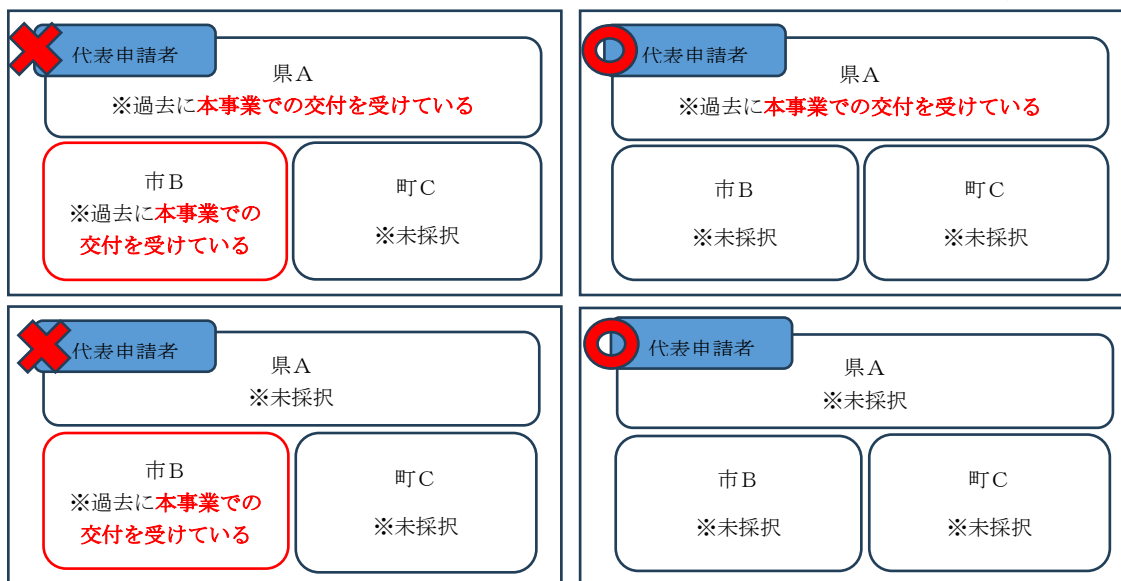 代表申請者
県A
※過去に本事業での交付を受けている
市B
※過去に本事業での
交付を受けている
町C
※未採択
代表申請者
県A
※過去に本事業での交付を受けている
市B
※未採択
町C
※未採択
代表申請者
県A
※未採択
市B
※過去に本事業での
交付を受けている
町C
※未採択
代表申請者
県A
※未採択
市B
※未採択
町C
※未採択